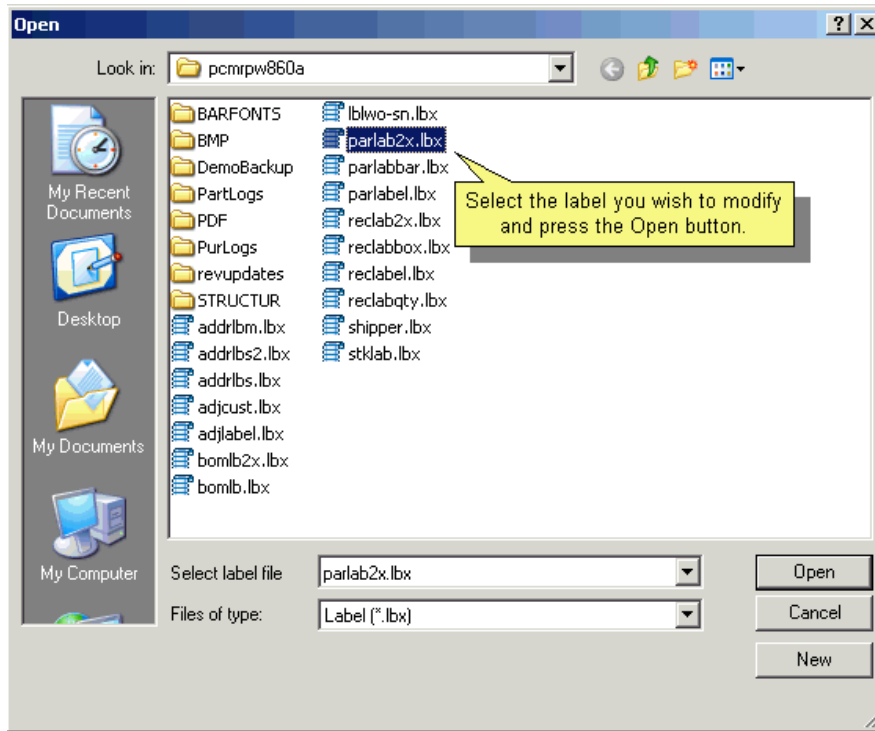 Open
Look in: pcmrpw860a
My Recent
Documents
Desktop
My Documents
My Computer
BARFONTS
BMP
DemoBackup
PartLogs
PDF
PurLogs
revupdates
STRUCTUR
addrlbm.lbx
addrlbs2.lbx
addrlbs.lbx
adjcust.lbx
adjlabel.lbx
bomlb2x.lbx
bomlb.lbx
lblwo-sn.lbx
parlab2x.lbx
parlabbar.lbx
parlabel.lbx
reclab2x.lbx
reclabbox.lbx
reclabel.lbx
reclabqty.lbx
shipper.lbx
stklab.lbx
Select the label you wish to modify
and press the Open button.
Select label file parlab2x.lbx Open
Files of type: Label (*.lbx) Cancel
New